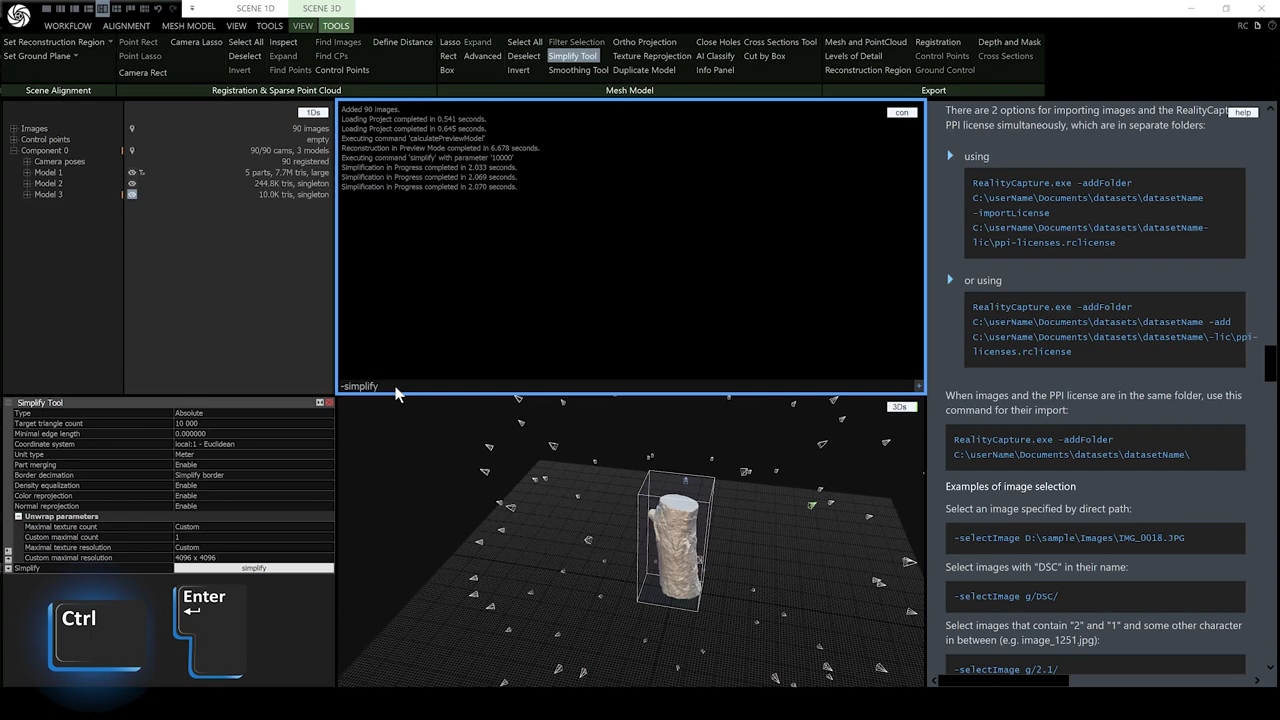 SCENE 1D
SCENE 3D
WORKFLOW
ALIGNMENT
MESH MODEL
VIEW
TOOLS
VIEW
TOOLS
RC
Set Reconstruction Region
Point Rect
Camera Lasso
Select All
Inspect
Find Images
Define Distance
Lasso
Expand
Select All
Filter Selection
Ortho Projection
Close Holes
Cross Sections Tool
Mesh and PointCloud
Registration
Depth and Mask
Set Ground Plane
Point Lasso
Deselect
Expand
Find CPs
Rect
Advanced
Deselect
Simplify Tool
Texture Reprojection
AI Classify
Cut by Box
Levels of Detail
Control Points
Cross Sections
Camera Rect
Invert
Find Points
Control Points
Box
Invert
Smoothing Tool
Duplicate Model
Info Panel
Reconstruction Region
Ground Control
Scene Alignment
Registration & Sparse Point Cloud
Mesh Model
Export
1Ds
Images
90 images
Control points
empty
Component 0
90/90 cams, 3 models
Camera poses
90 registered
Model 1
5 parts, 7.7M tris, large
Model 2
244.8K tris, singleton
Model 3
10.0K tris, singleton
con
Added 90 images.
Loading Project completed in 0.541 seconds.
Loading Project completed in 0.645 seconds.
Executing command 'calculatePreviewModel'
Reconstruction in Preview Mode completed in 6.678 seconds.
Executing command 'simplify' with parameter '10000'
Simplification in Progress completed in 2.033 seconds.
Simplification in Progress completed in 2.069 seconds.
Simplification in Progress completed in 2.070 seconds.
-simplify
+
Simplify Tool
Type
Absolute
Target triangle count
10 000
Minimal edge length
0.000000
Coordinate system
local:1 - Euclidean
Unit type
Meter
Part merging
Enable
Border decimation
Simplify border
Density equalization
Enable
Color reprojection
Enable
Normal reprojection
Enable
Unwrap parameters
Maximal texture count
Custom
Custom maximal count
1
Maximal texture resolution
Custom
Custom maximal resolution
4096 x 4096
Simplify
simplify
Ctrl
Enter
3Ds
help
There are 2 options for importing images and the RealityCapt
PPI license simultaneously, which are in separate folders:
using
RealityCapture.exe -addFolder
C:\userName\Documents\datasets\datasetName
-importLicense
C:\userName\Documents\datasets\datasetName-
lic\ppi-licenses.rclicense
or using
RealityCapture.exe -addFolder
C:\userName\Documents\datasets\datasetName -add
C:\userName\Documents\datasets\datasetName\-lic\ppi-
licenses.rclicense
When images and the PPI license are in the same folder, use this
command for their import:
RealityCapture.exe -addFolder
C:\userName\Documents\datasets\datasetName\
Examples of image selection
Select an image specified by direct path:
-selectImage D:\sample\Images\IMG_0018.JPG
Select images with "DSC" in their name:
-selectImage g/DSC/
Select images that contain "2" and "1" and some other character
in between (e.g. image_1251.jpg):
-selectImage g/2.1/